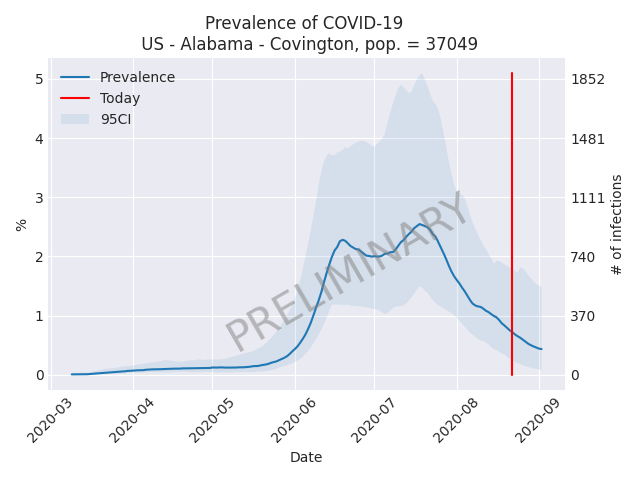 Prevalence of COVID-19
US - Alabama - Covington, pop. = 37049
Prevalence
Today
95CI
PRELIMINARY
%
5
4
3
2
1
0
1852
1481
1111
740
370
0
# of infections
2020-03
2020-04
2020-05
2020-06
2020-07
2020-08
2020-09
Date